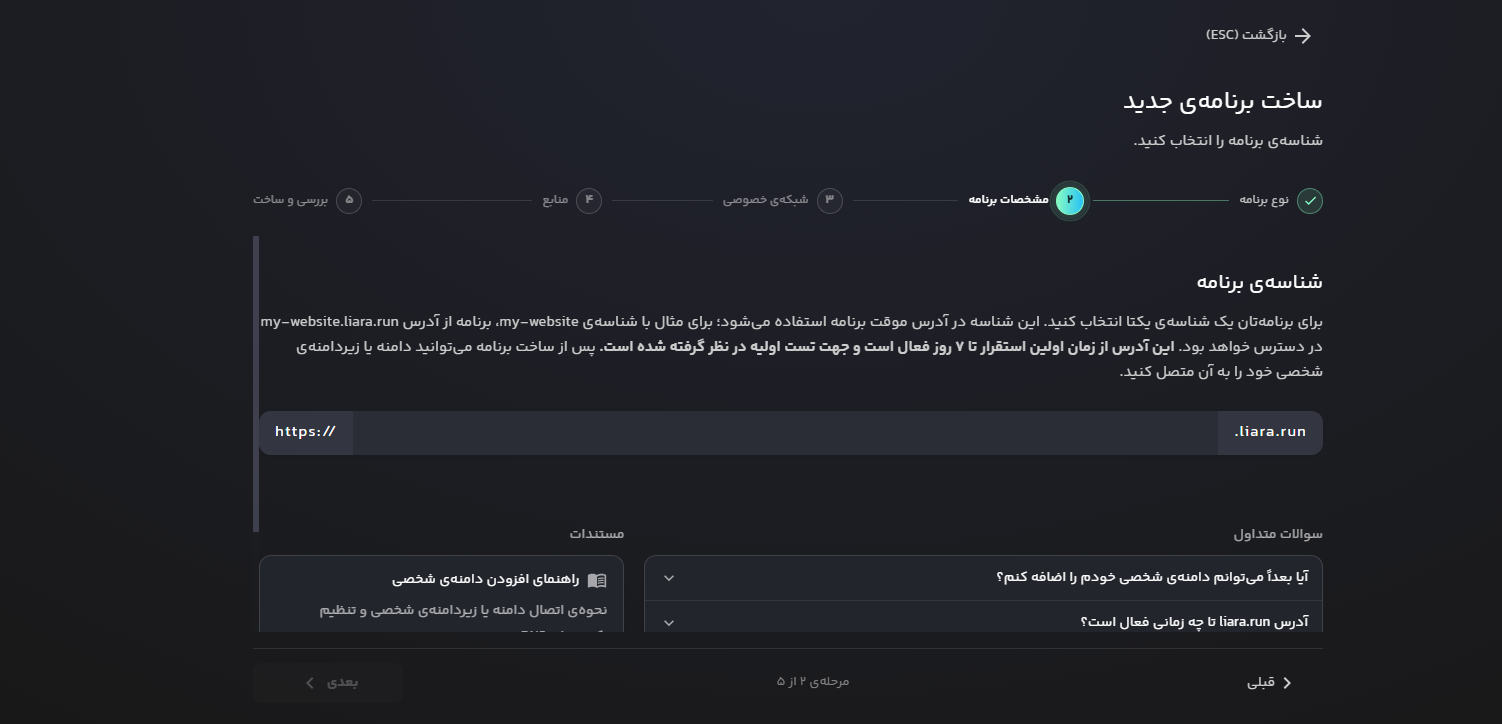 بازگشت (ESC)
ساخت برنامه‌ی جدید
شناسه‌ی برنامه را انتخاب کنید.
نوع برنامه
۲ مشخصات برنامه
۳ شبکه‌ی خصوصی
۴ منابع
۵ بررسی و ساخت
شناسه‌ی برنامه
برای برنامه‌تان یک شناسه‌ی یکتا انتخاب کنید. این شناسه در آدرس موقت برنامه استفاده می‌شود؛ برای مثال با شناسه‌ی my-website، برنامه از آدرس my-website.liara.run
در دسترس خواهد بود. این آدرس از زمان اولین استقرار تا ۷ روز فعال است و جهت تست اولیه در نظر گرفته شده است. پس از ساخت برنامه می‌توانید دامنه یا زیردامنه‌ی
شخصی خود را به آن متصل کنید.
https://
.liara.run
سوالات متداول
آیا بعداً می‌توانم دامنه‌ی شخصی خودم را اضافه کنم؟
آدرس liara.run تا چه زمانی فعال است؟
مستندات
راهنمای افزودن دامنه‌ی شخصی
نحوه‌ی اتصال دامنه یا زیردامنه‌ی شخصی و تنظیم
قبلی
مرحله‌ی ۲ از ۵
بعدی